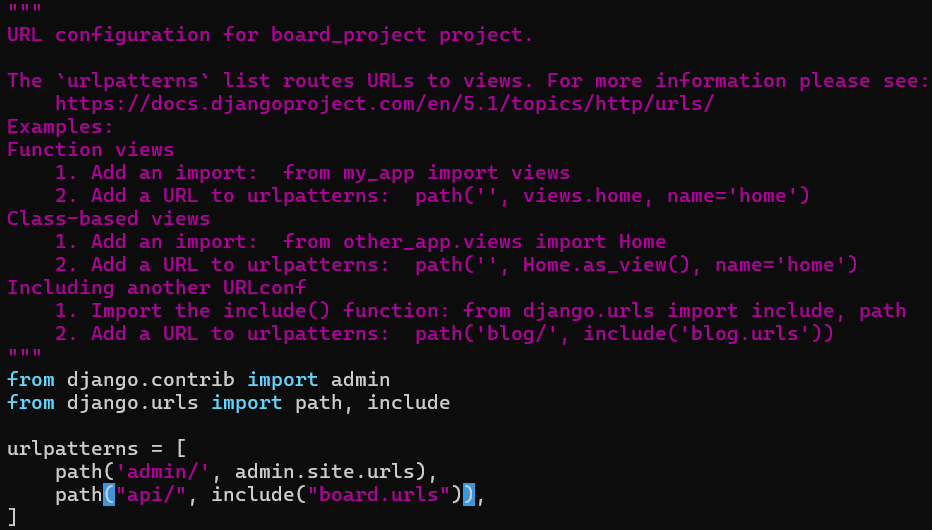 """
URL configuration for board_project project.

The `urlpatterns` list routes URLs to views. For more information please see:
    https://docs.djangoproject.com/en/5.1/topics/http/urls/
Examples:
Function views
    1. Add an import:  from my_app import views
    2. Add a URL to urlpatterns:  path('', views.home, name='home')
Class-based views
    1. Add an import:  from other_app.views import Home
    2. Add a URL to urlpatterns:  path('', Home.as_view(), name='home')
Including another URLconf
    1. Import the include() function: from django.urls import include, path
    2. Add a URL to urlpatterns:  path('blog/', include('blog.urls'))
"""
from django.contrib import admin
from django.urls import path, include

urlpatterns = [
    path('admin/', admin.site.urls),
    path("api/", include("board.urls")),
]